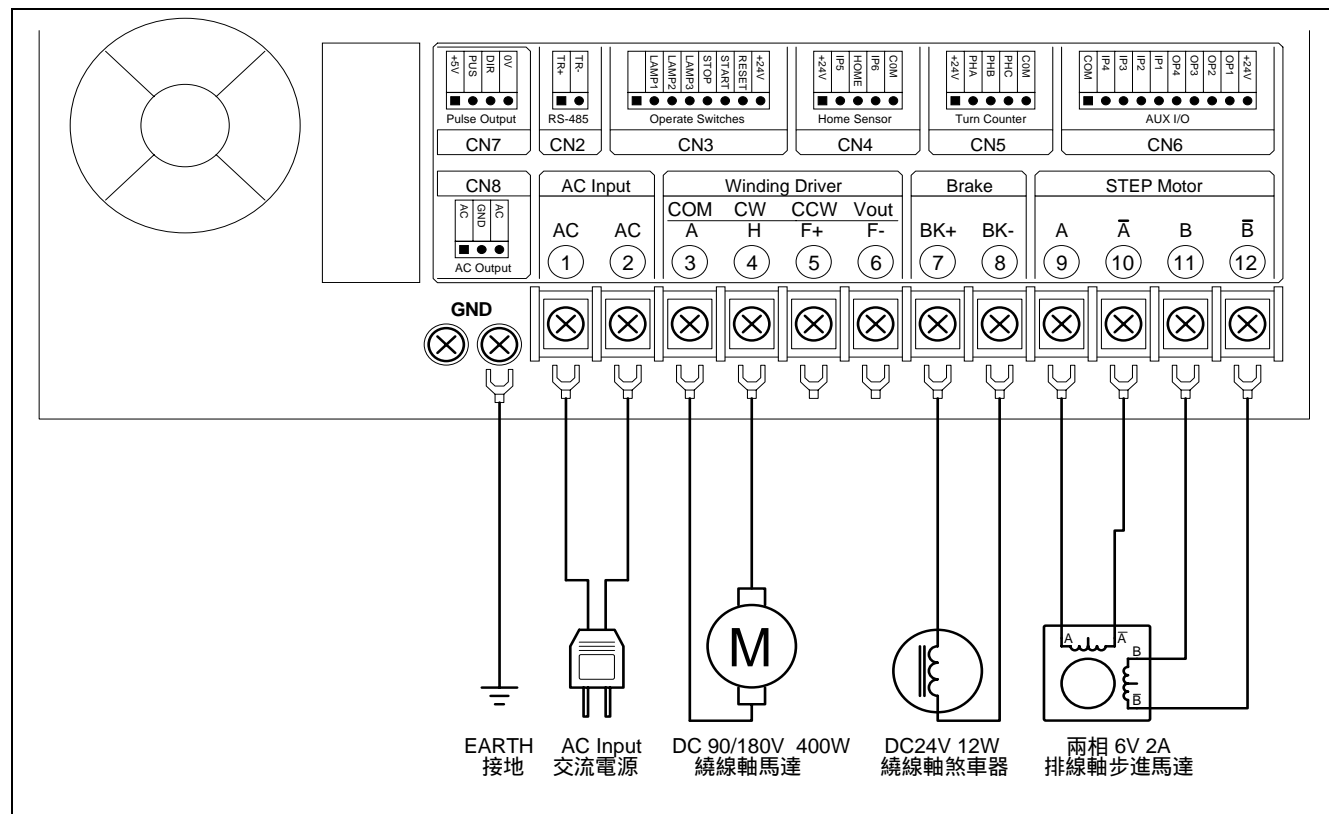 +5V PUS DIR 0V
Pulse Output
CN7
TR+ TR-
RS-485
CN2
LAMP1 LAMP2 LAMP3 STOP START RESET +24V
Operate Switches
CN3
+24V IP5 HOME IP6 COM
Home Sensor
CN4
+24V PHA PHB PHC COM
Turn Counter
CN5
COM IP4 IP3 IP2 IP1 OP4 OP3 OP2 OP1 +24V
AUX I/O
CN6
CN8
AC GND AC
AC Output
AC Input
AC AC
1 2
Winding Driver
COM CW CCW Vout
A H F+ F-
3 4 5 6
Brake
BK+ BK-
7 8
STEP Motor
A A̅ B B̅
9 10 11 12
GND
M
A A̅
B
B̅
EARTH
接地
AC Input
交流電源
DC 90/180V 400W
繞線軸馬達
DC24V 12W
繞線軸煞車器
兩相 6V 2A
排線軸步進馬達